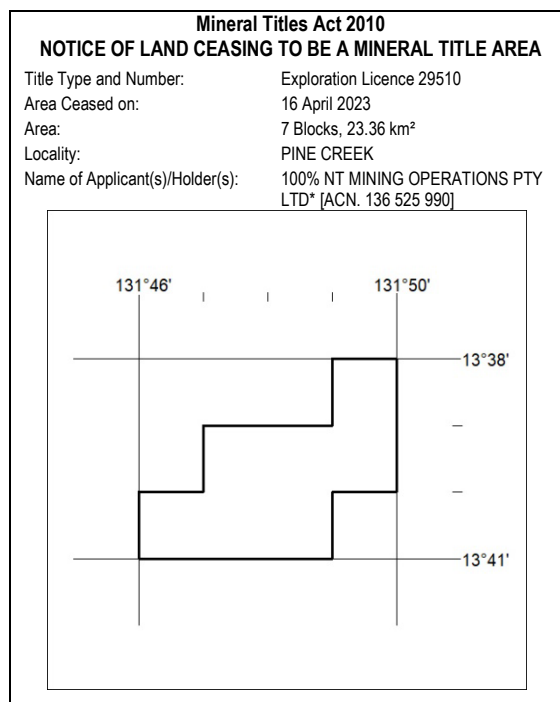 Mineral Titles Act 2010
NOTICE OF LAND CEASING TO BE A MINERAL TITLE AREA
Title Type and Number: Exploration Licence 29510
Area Ceased on: 16 April 2023
Area: 7 Blocks, 23.36 km²
Locality: PINE CREEK
Name of Applicant(s)/Holder(s): 100% NT MINING OPERATIONS PTY
LTD* [ACN. 136 525 990]
131°46' 131°50'
13°38'
13°41'